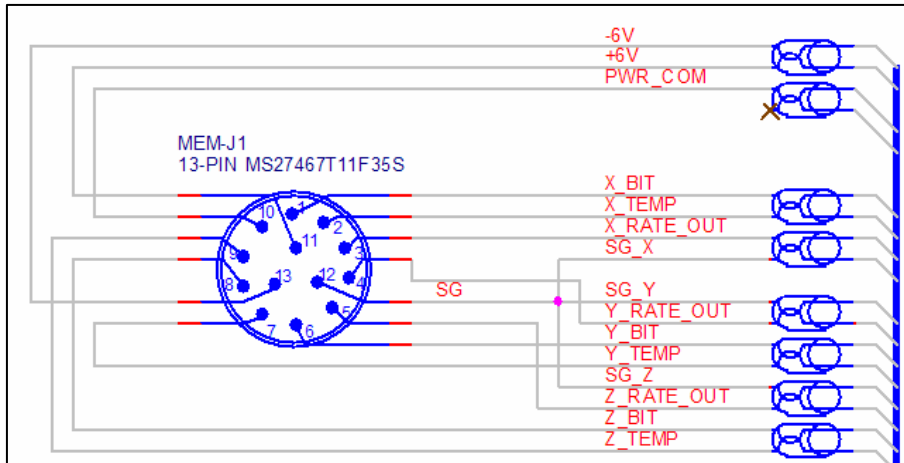 -6V
+6V
PWR_COM
MEM-J1
13-PIN MS27467T11F35S
X_BIT
X_TEMP
X_RATE_OUT
SG_X
1
10
2
11
9
3
13
12
4
8
SG
SG_Y
5
Y_RATE_OUT
7
6
Y_BIT
Y_TEMP
SG_Z
Z_RATE_OUT
Z_BIT
Z_TEMP